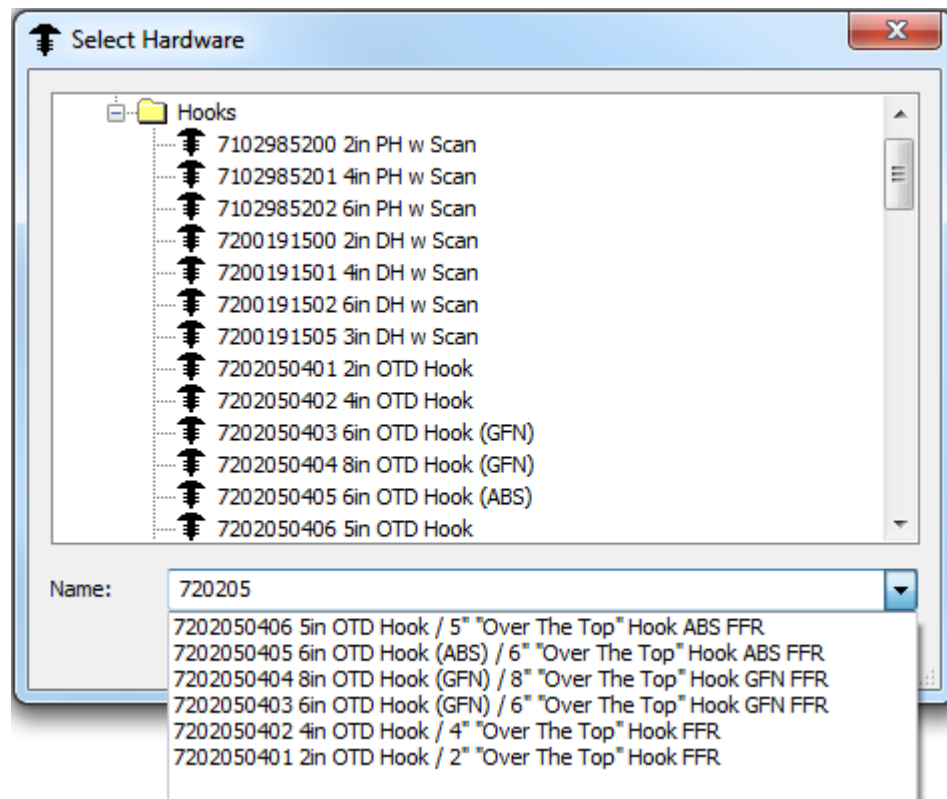 Select Hardware
Hooks
7102985200 2in PH w Scan
7102985201 4in PH w Scan
7102985202 6in PH w Scan
7200191500 2in DH w Scan
7200191501 4in DH w Scan
7200191502 6in DH w Scan
7200191505 3in DH w Scan
7202050401 2in OTD Hook
7202050402 4in OTD Hook
7202050403 6in OTD Hook (GFN)
7202050404 8in OTD Hook (GFN)
7202050405 6in OTD Hook (ABS)
7202050406 5in OTD Hook
Name: 720205
7202050406 5in OTD Hook / 5" "Over The Top" Hook ABS FFR
7202050405 6in OTD Hook (ABS) / 6" "Over The Top" Hook ABS FFR
7202050404 8in OTD Hook (GFN) / 8" "Over The Top" Hook GFN FFR
7202050403 6in OTD Hook (GFN) / 6" "Over The Top" Hook GFN FFR
7202050402 4in OTD Hook / 4" "Over The Top" Hook FFR
7202050401 2in OTD Hook / 2" "Over The Top" Hook FFR